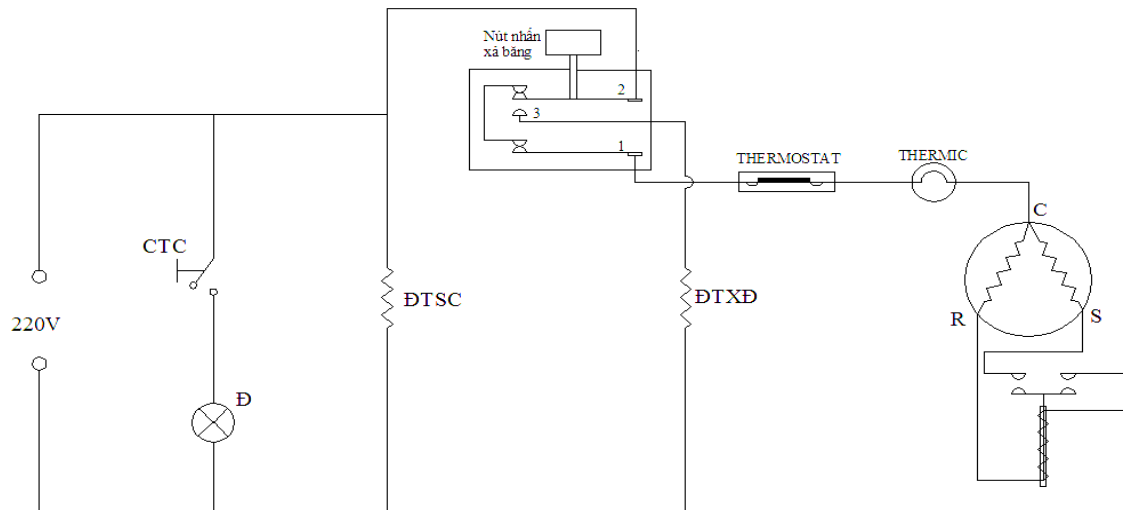 Nút nhấn
xả băng
2
3
1
THERMOSTAT
THERMIC
C
CTC
ĐTSC
ĐTXĐ
220V
R
S
Đ